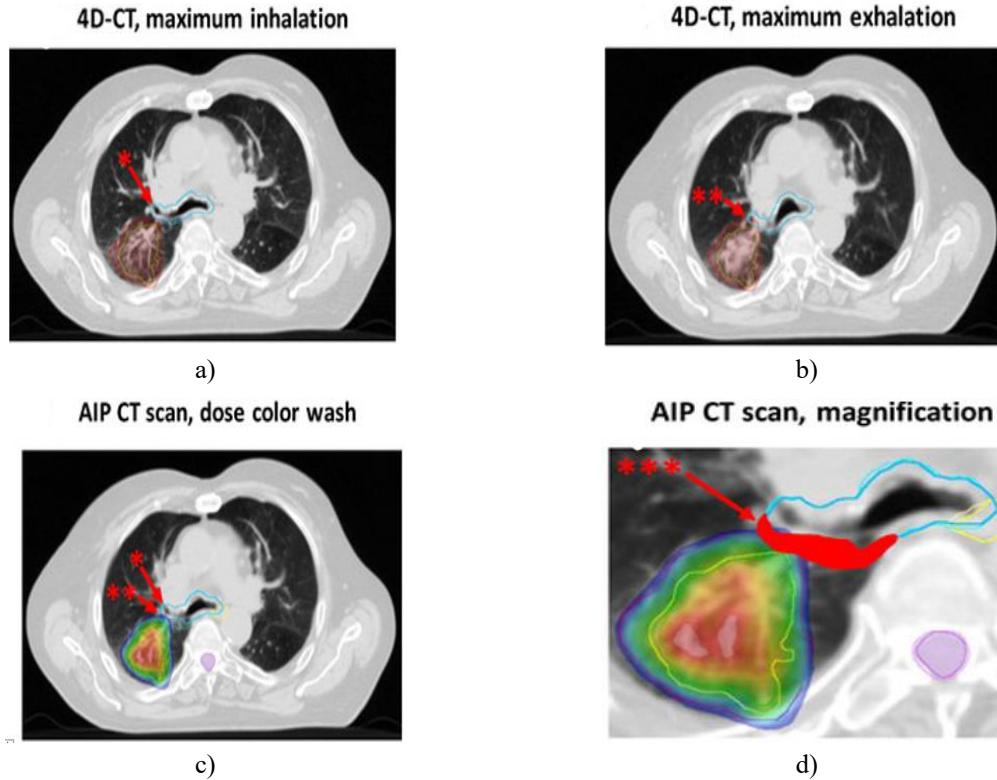 4D-CT, maximum inhalation
4D-CT, maximum exhalation
*
**
a)
b)
AIP CT scan, dose color wash
AIP CT scan, magnification
*
**
***
c)
d)